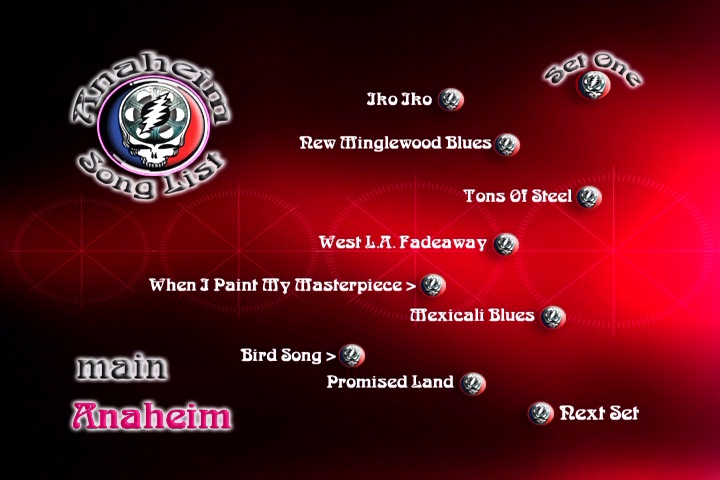 Anaheim
Song List
Set One
Iko Iko
New Minglewood Blues
Tons Of Steel
West L.A. Fadeaway
When I Paint My Masterpiece >
Mexicali Blues
Bird Song >
Promised Land
main
Anaheim
Next Set